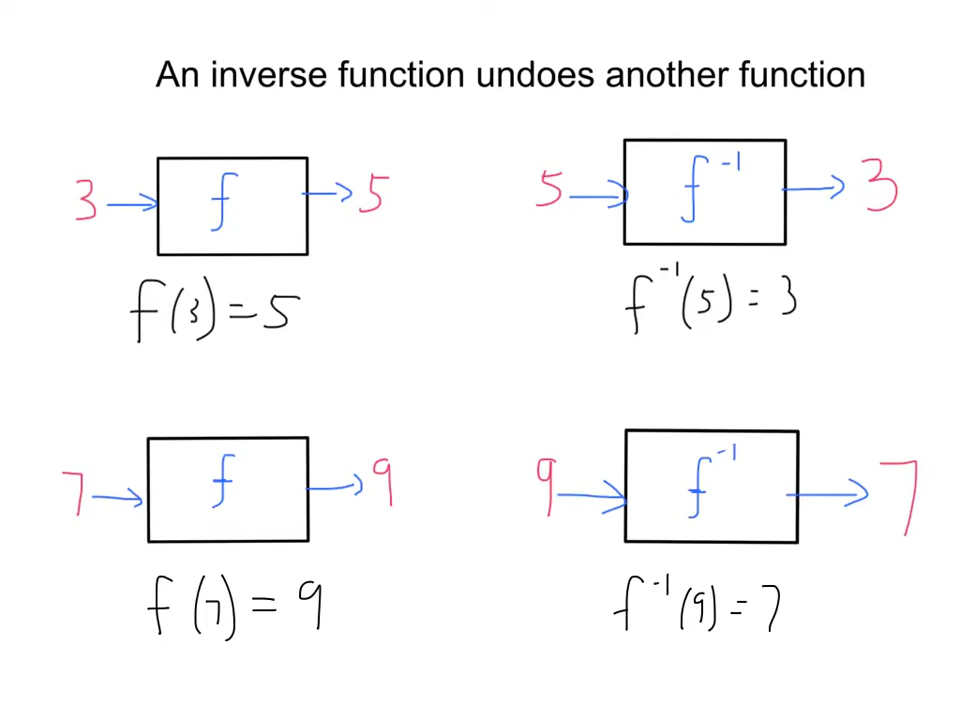 An inverse function undoes another function
3 → f → 5
5 → f⁻¹ → 3
f(3) = 5
f⁻¹(5) = 3
7 → f → 9
9 → f⁻¹ → 7
f(7) = 9
f⁻¹(9) = 7